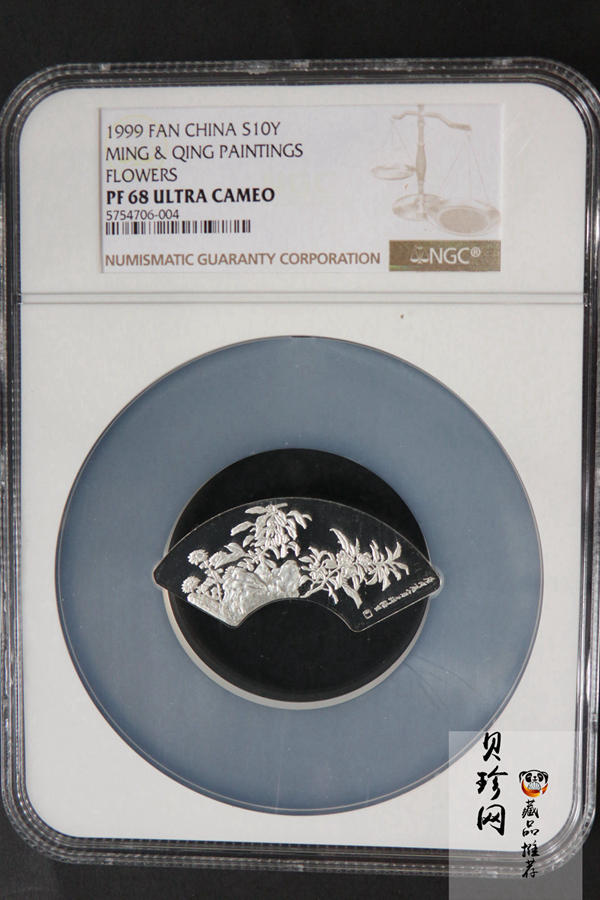 1999 FAN CHINA S10Y
MING & QING PAINTINGS
FLOWERS
PF 68 ULTRA CAMEO
5754706-004
NUMISMATIC GUARANTY CORPORATION
NGC®
贝珍网
藏品推荐